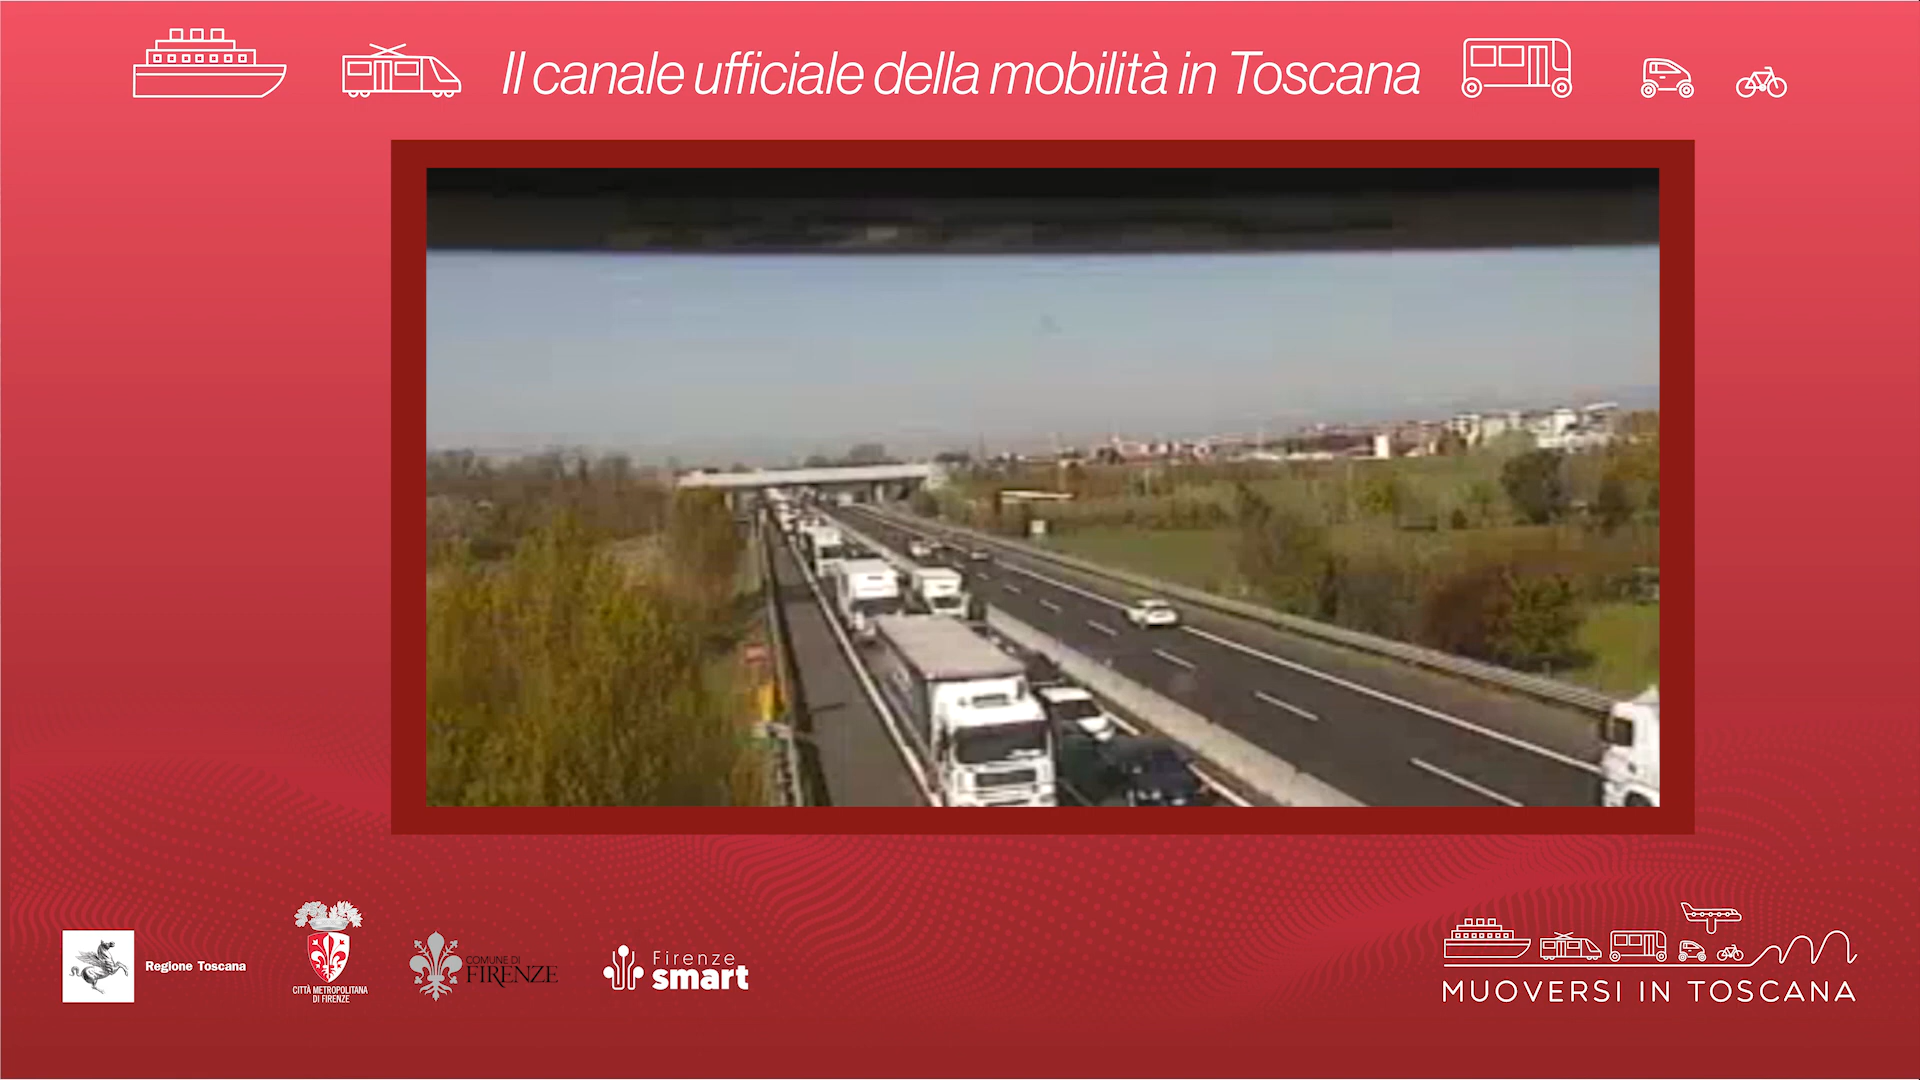 Il canale ufficiale della mobilità in Toscana
Regione Toscana
CITTÀ METROPOLITANA
DI FIRENZE
COMUNE DI
FIRENZE
Firenze
smart
MUOVERSI IN TOSCANA